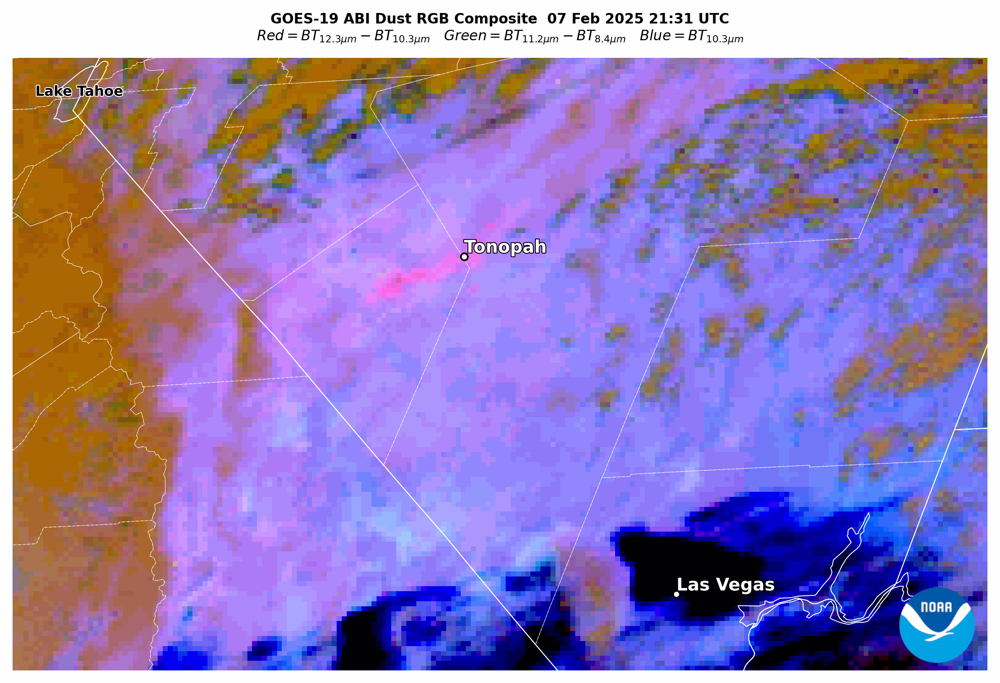 GOES-19 ABI Dust RGB Composite 07 Feb 2025 21:31 UTC
Red = BT12.3μm − BT10.3μm Green = BT11.2μm − BT8.4μm Blue = BT10.3μm
Lake Tahoe
Tonopah
Las Vegas
NOAA